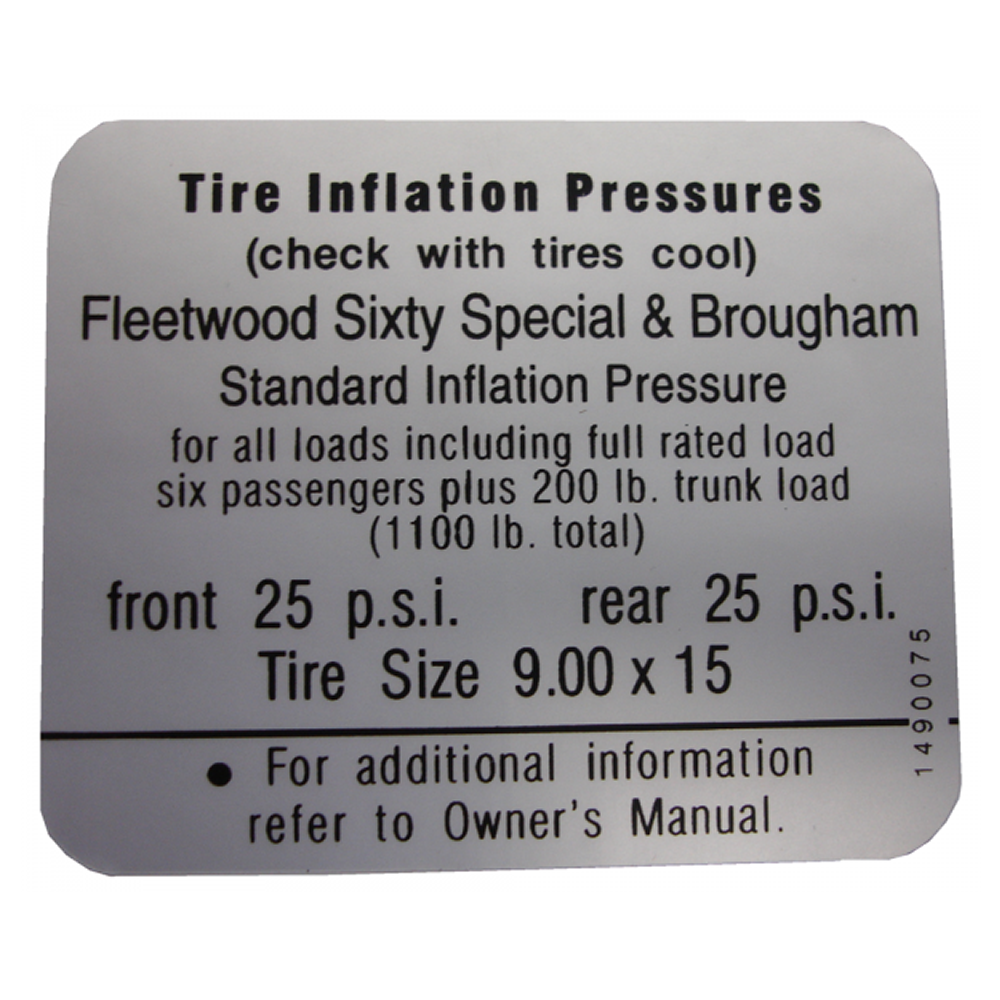 Tire Inflation Pressures
(check with tires cool)
Fleetwood Sixty Special & Brougham
Standard Inflation Pressure
for all loads including full rated load
six passengers plus 200 lb. trunk load
(1100 lb. total)
front 25 p.s.i. rear 25 p.s.i.
Tire Size 9.00 x 15
1490075
• For additional information
refer to Owner's Manual.